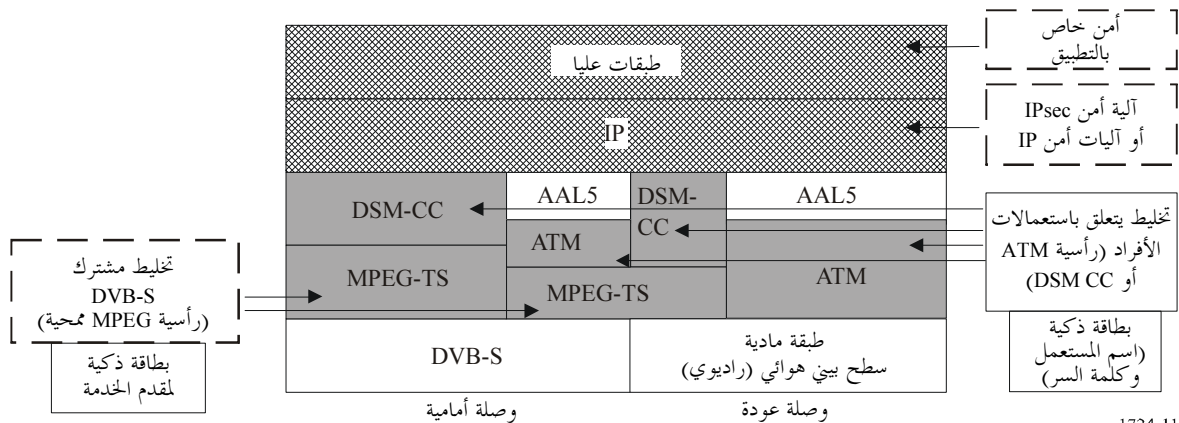 أمن خاص
بالتطبيق
طبقات عليا
آلية أمن IPsec
أو آليات أمن IP
IP
تخليط يتعلق باستعمالات
الأفراد (رأسية ATM
أو DSM CC)
DSM-CC
AAL5
DSM-
CC
AAL5
ATM
ATM
MPEG-TS
MPEG-TS
تخليط مشترك
DVB-S
(رأسية MPEG ممحية)
بطاقة ذكية
لمقدم الخدمة
DVB-S
طبقة مادية
سطح بيني هوائي (راديوي)
بطاقة ذكية
(اسم المستعمل
وكلمة السر)
وصلة أمامية
وصلة عودة